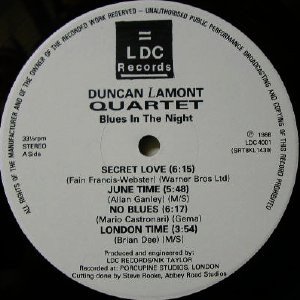 ALL RIGHTS OF THE MANUFACTURER AND OF THE OWNER OF THE RECORDED WORK RESERVED – UNAUTHORISED PUBLIC PERFORMANCE BROADCASTING AND COPYING OF THIS RECORD PROHIBITED
LDC
Records
DUNCAN LAMONT
QUARTET
Blues In The Night
33⅓rpm
STEREO
A Side
LDC 4001
SECRET LOVE (6:15)
(Fain Francis-Webster) (Warner Bros Ltd)
JUNE TIME (5:48)
(Allan Ganley) (M/S)
NO BLUES (6:17)
(Mario Castronari) (Gema)
LONDON TIME (3:54)
(Brian Dee) (M/S)
Produced and engineered by:
LDC RECORDS/NIK TAYLOR
Recorded at: PORCUPINE STUDIOS, LONDON
Cutting done by Steve Rooke, Abbey Road Studios